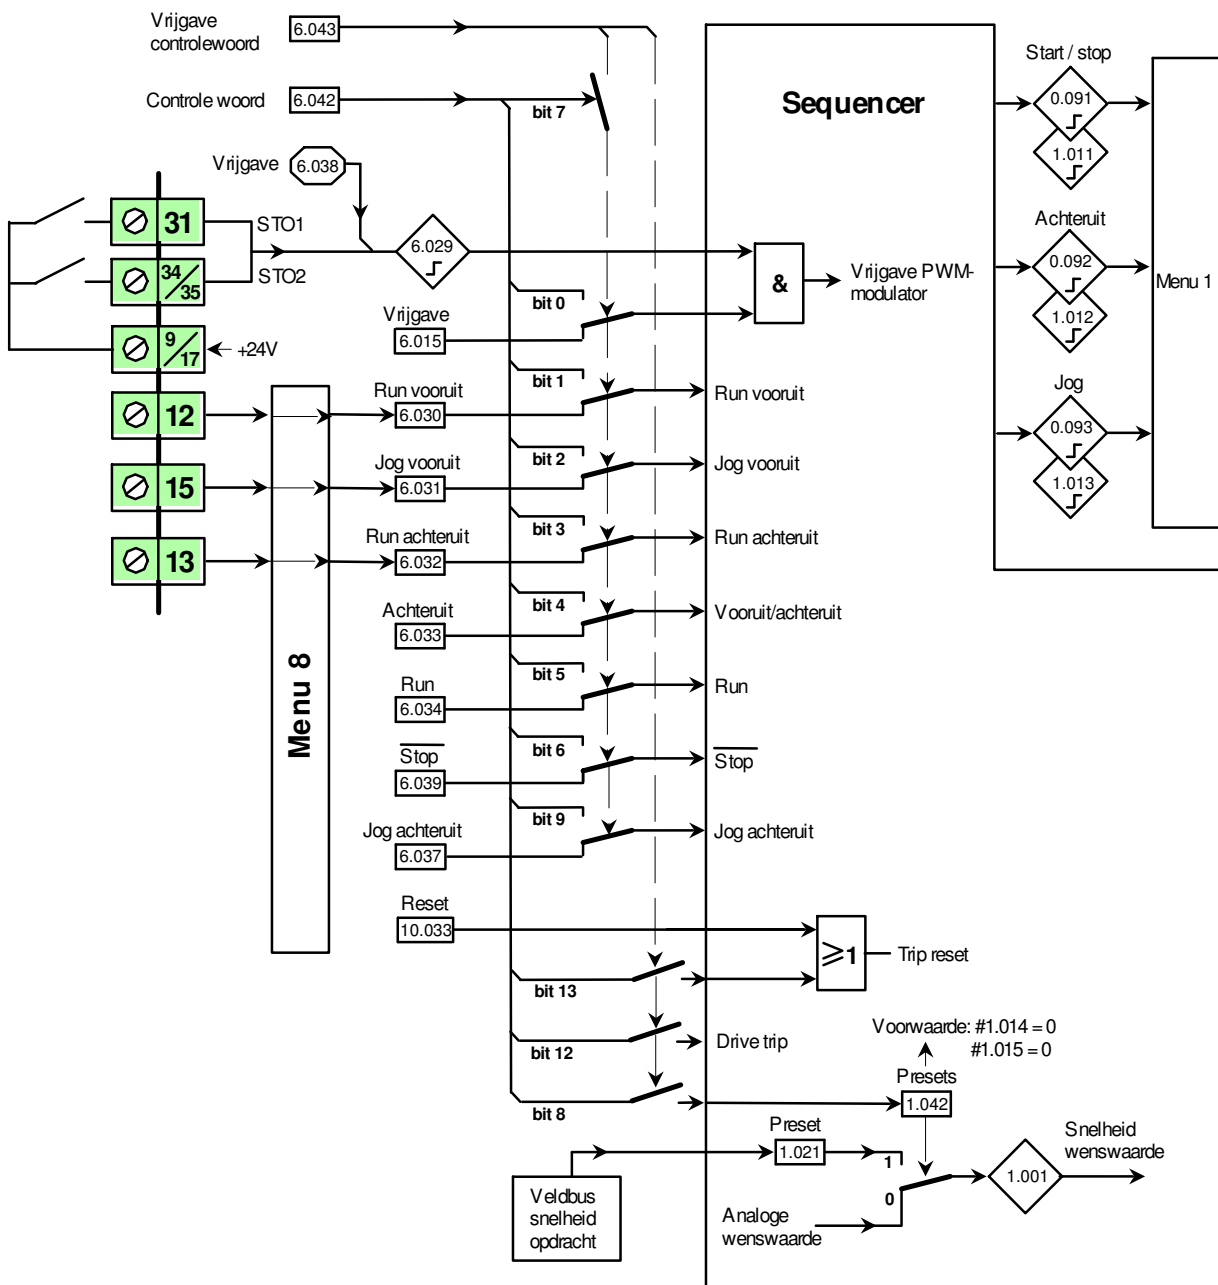 Vrijgave
controlewoord
6.043
Controle woord
6.042
bit 7
Vrijgave
6.038
31
STO1
34/35
STO2
9/17
+24V
12
15
13
Menu 8
6.029
bit 0
Vrijgave
6.015
bit 1
Run vooruit
6.030
bit 2
Jog vooruit
6.031
bit 3
Run achteruit
6.032
bit 4
Achteruit
6.033
bit 5
Run
6.034
bit 6
Stop
6.039
bit 9
Jog achteruit
6.037
Reset
10.033
bit 13
bit 12
bit 8
Sequencer
&
Vrijgave PWM-
modulator
Run vooruit
Jog vooruit
Run achteruit
Vooruit/achteruit
Run
Stop
Jog achteruit
≥1
Trip reset
Drive trip
Voorwaarde: #1.014 = 0
#1.015 = 0
Presets
1.042
Preset
1.021
1
0
Veldbus
snelheid
opdracht
Analoge
wenswaarde
1.001
Snelheid
wenswaarde
Start / stop
0.091
1.011
Achteruit
0.092
1.012
Jog
0.093
1.013
Menu 1